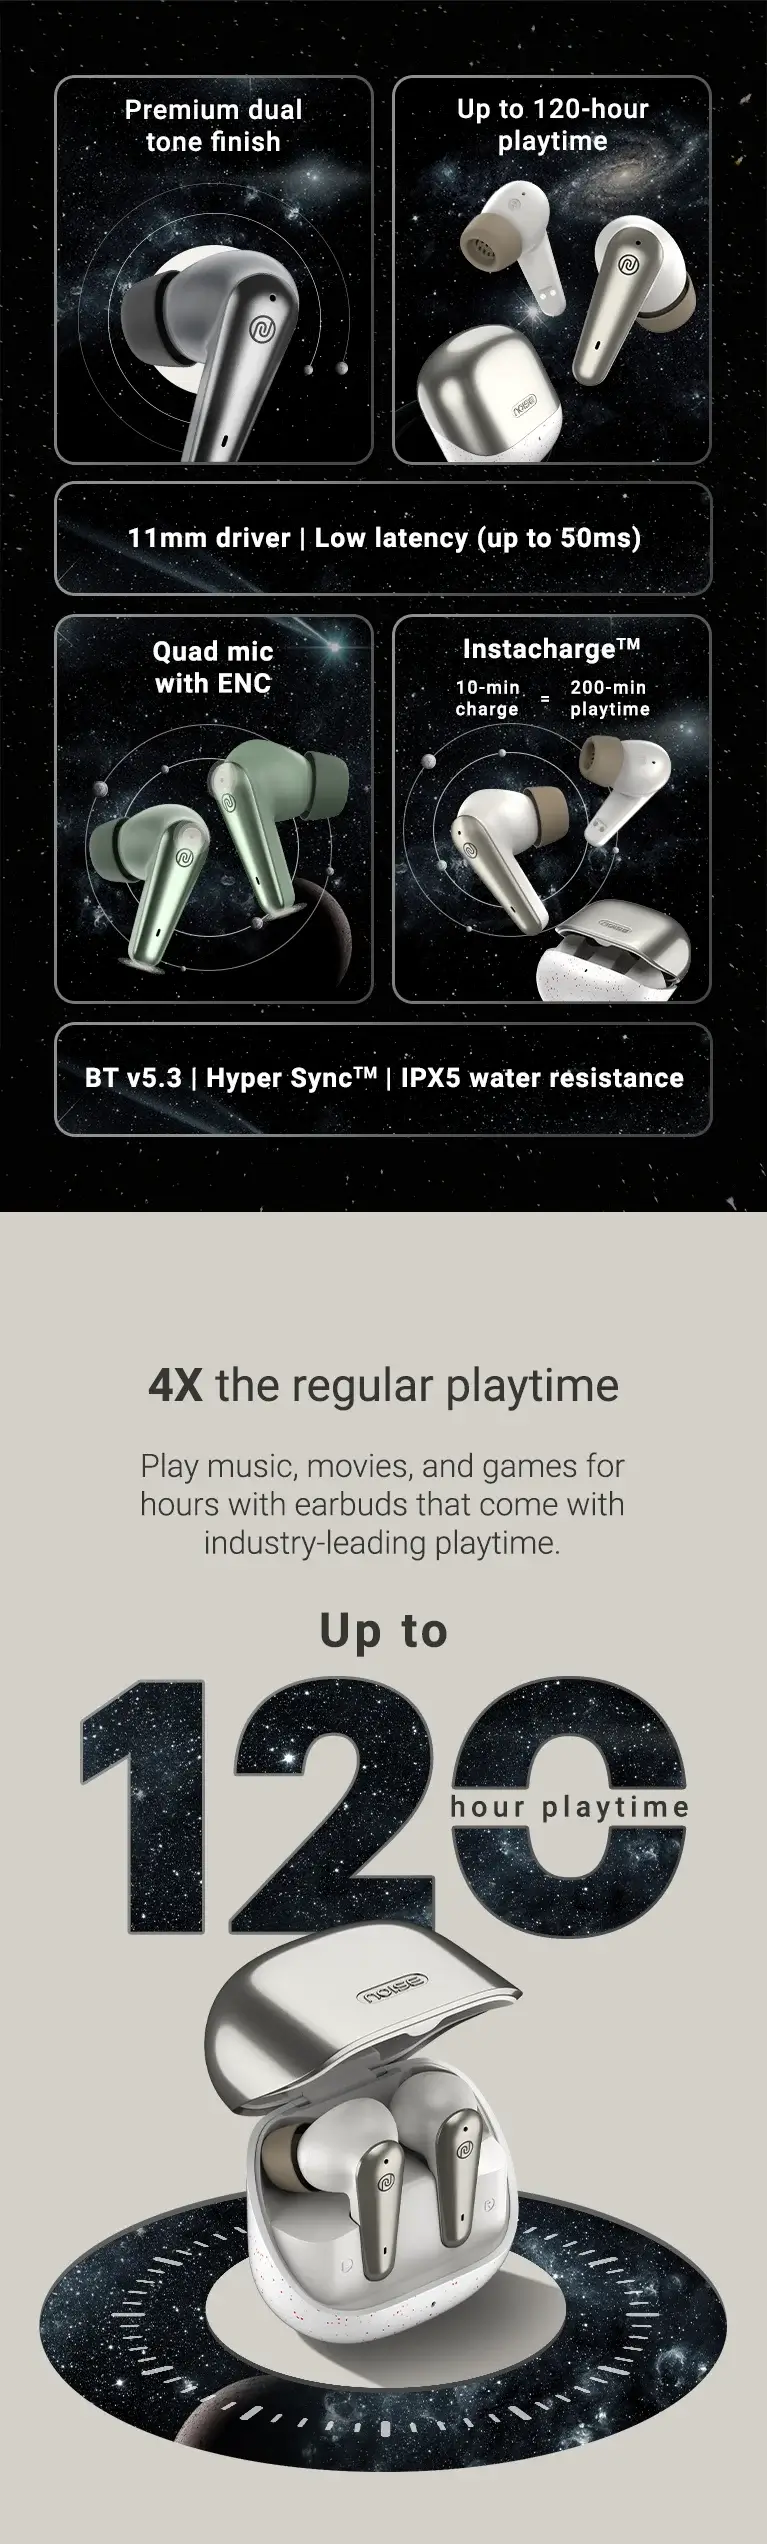 Premium dual
tone finish
Up to 120-hour
playtime
NOISE
11mm driver | Low latency (up to 50ms)
Quad mic
with ENC
Instacharge™
10-min
charge
=
200-min
playtime
NOISE
BT v5.3 | Hyper Sync™ | IPX5 water resistance
4X the regular playtime
Play music, movies, and games for
hours with earbuds that come with
industry-leading playtime.
Up to
120
hour playtime
NOISE